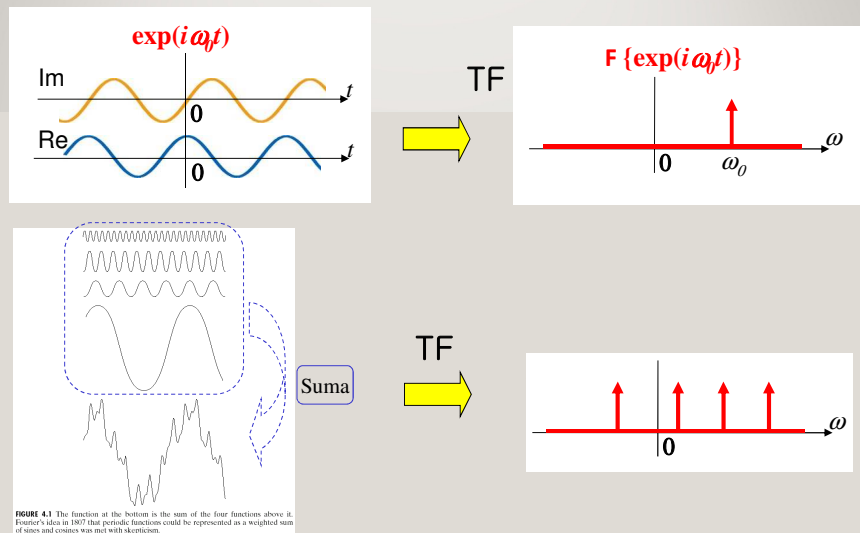 exp(iω₀t)
Im
t
0
Re
t
0
TF
F {exp(iω₀t)}
ω
0
ω₀
Suma
TF
ω
0
FIGURE 4.1 The function at the bottom is the sum of the four functions above it.
Fourier's idea in 1807 that periodic functions could be represented as a weighted sum
of sines and cosines was met with skepticism.